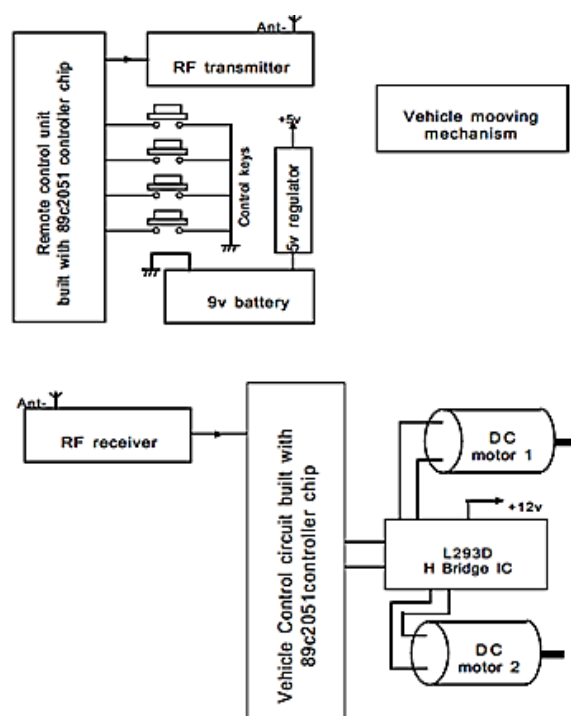 Ant-
RF transmitter
Remote control unit
built with 89c2051 controller chip
Control keys
+5v
5v regulator
9v battery
Vehicle mooving
mechanism
Ant-
RF receiver
Vehicle Control circuit built with
89c2051controller chip
DC
motor 1
+12v
L293D
H Bridge IC
DC
motor 2